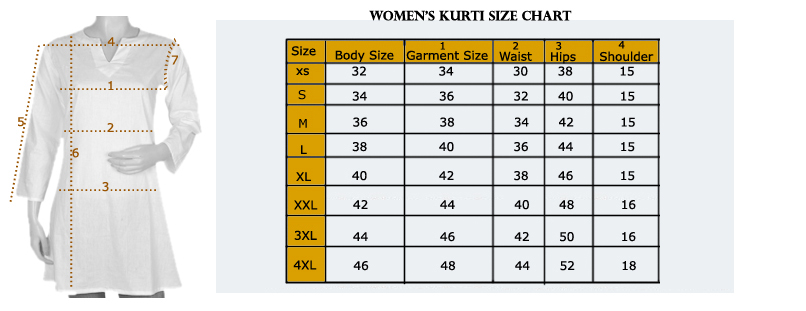 WOMEN'S KURTI SIZE CHART
4
7
1
5
2
6
3
Size Body Size 1 Garment Size 2 Waist 3 Hips 4 Shoulder
XS 32 34 30 38 15
S 34 36 32 40 15
M 36 38 34 42 15
L 38 40 36 44 15
XL 40 42 38 46 15
XXL 42 44 40 48 16
3XL 44 46 42 50 16
4XL 46 48 44 52 18